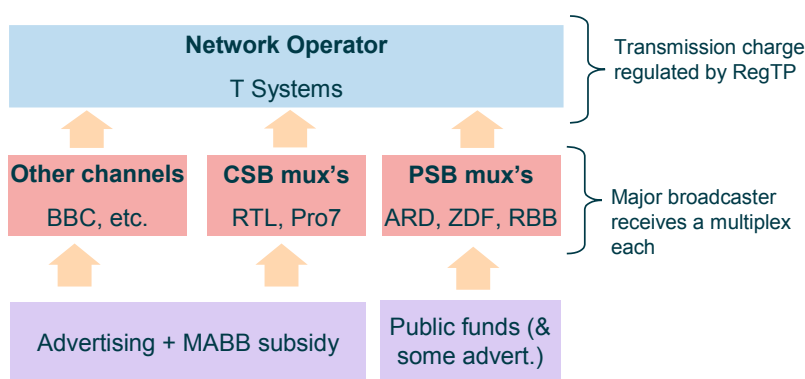 Network Operator
T Systems
Transmission charge
regulated by RegTP
Other channels
BBC, etc.
CSB mux's
RTL, Pro7
PSB mux's
ARD, ZDF, RBB
Major broadcaster
receives a multiplex
each
Advertising + MABB subsidy
Public funds (&
some advert.)